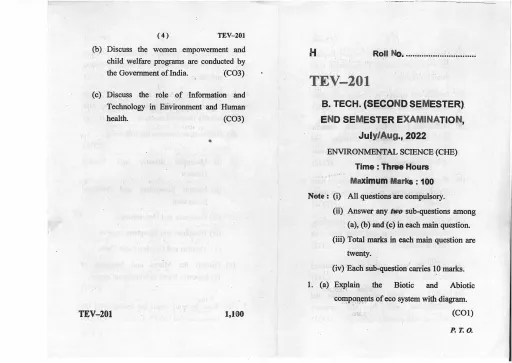 (4) TEV–201
(b) Discuss the women empowerment and
child welfare programs are conducted by
the Government of India. (CO3)
(c) Discuss the role of Information and
Technology in Environment and Human
health. (CO3)
TEV–201 1,100
H Roll No. ..............................
TEV–201
B. TECH. (SECOND SEMESTER)
END SEMESTER EXAMINATION,
July/Aug., 2022
ENVIRONMENTAL SCIENCE (CHE)
Time : Three Hours
Maximum Marks : 100
Note : (i) All questions are compulsory.
(ii) Answer any two sub-questions among
(a), (b) and (c) in each main question.
(iii) Total marks in each main question are
twenty.
(iv) Each sub-question carries 10 marks.
1. (a) Explain the Biotic and Abiotic
components of eco system with diagram.
(CO1)
P. T. O.